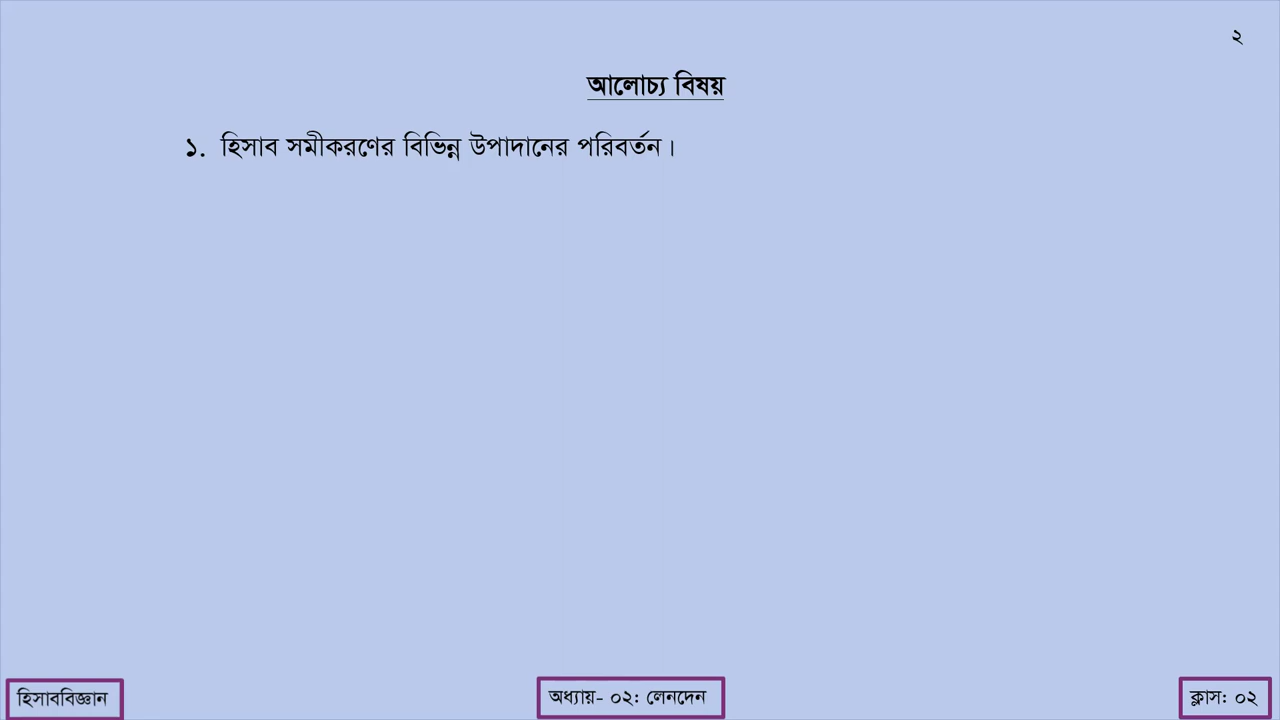 ২
আলোচ্য বিষয়
১. হিসাব সমীকরণের বিভিন্ন উপাদানের পরিবর্তন।
হিসাববিজ্ঞান
অধ্যায়- ০২: লেনদেন
ক্লাস: ০২